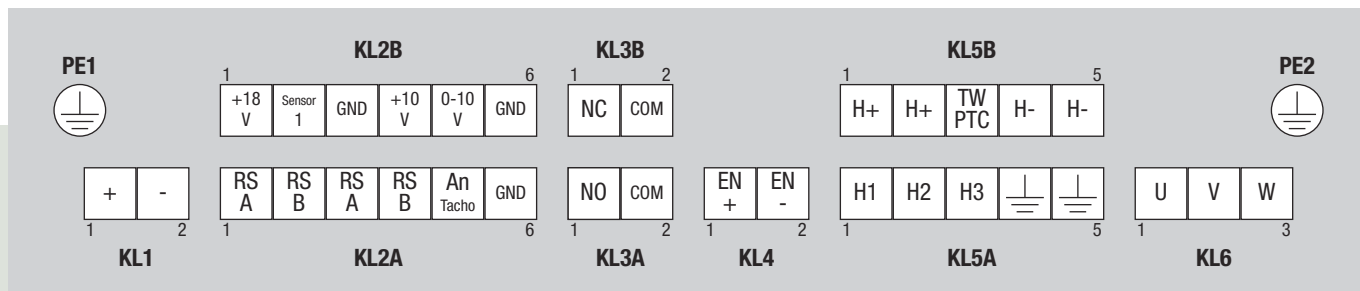 KL2B KL3B KL5B
PE1 PE2
1 6 1 2 1 5
+18 V Sensor 1 GND +10 V 0-10 V GND NC COM H+ H+ TW PTC H- H-
+ - RS A RS B RS A RS B An Tacho GND NO COM EN + EN - H1 H2 H3 U V W
1 2 1 6 1 2 1 2 1 5 1 3
KL1 KL2A KL3A KL4 KL5A KL6